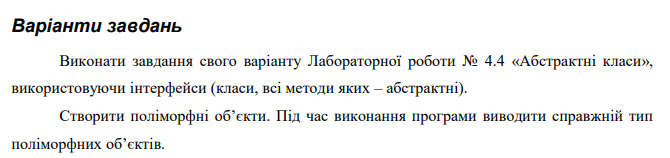 Варіанти завдань
Виконати завдання свого варіанту Лабораторної роботи № 4.4 «Абстрактні класи»,
використовуючи інтерфейси (класи, всі методи яких – абстрактні).
Створити поліморфні об’єкти. Під час виконання програми виводити справжній тип
поліморфних об’єктів.